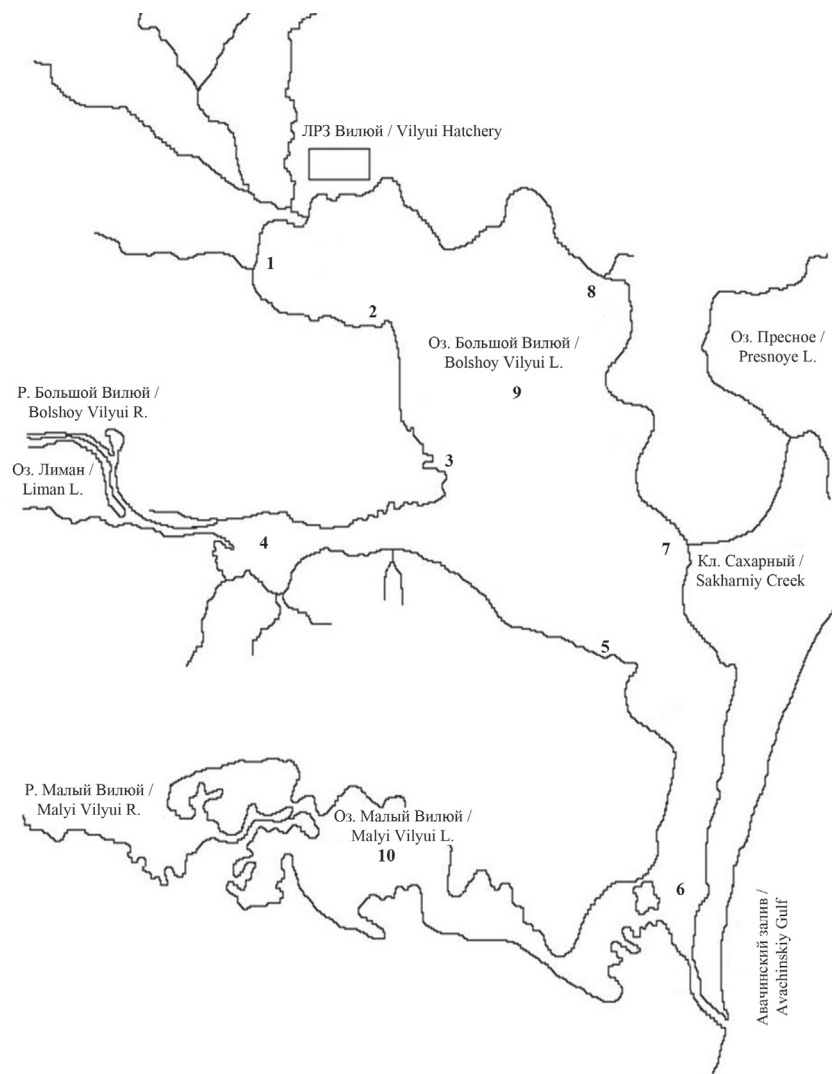 ЛРЗ Вилюй / Vilyui Hatchery
1
8
2
Оз. Большой Вилюй /
Bolshoy Vilyui L.
9
Оз. Пресное /
Presnoye L.
Р. Большой Вилюй /
Bolshoy Vilyui R.
Оз. Лиман /
Liman L.
3
4
7
Кл. Сахарный /
Sakharniy Creek
5
Р. Малый Вилюй /
Malyi Vilyui R.
Оз. Малый Вилюй /
Malyi Vilyui L.
10
6
Авачинский залив /
Avachinskiy Gulf